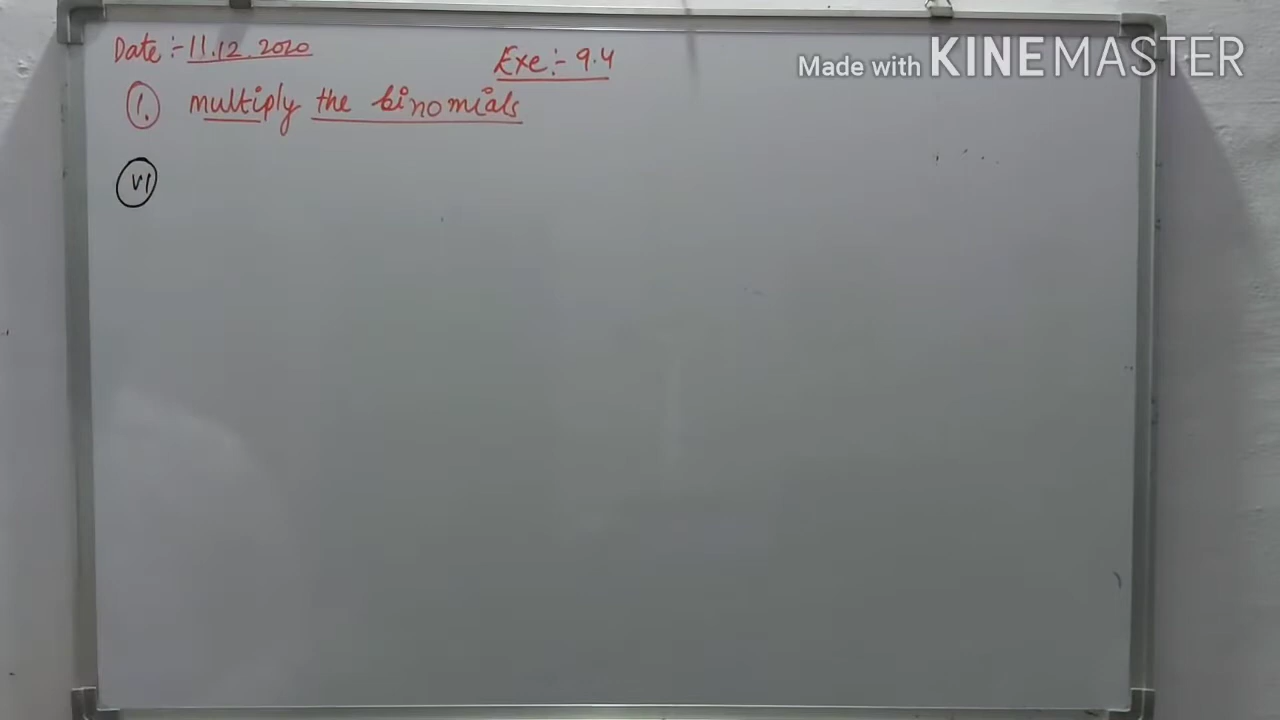 Date :- 11.12.2020
Exe :- 9.4
Made with KINEMASTER
1. multiply the binomials
VI